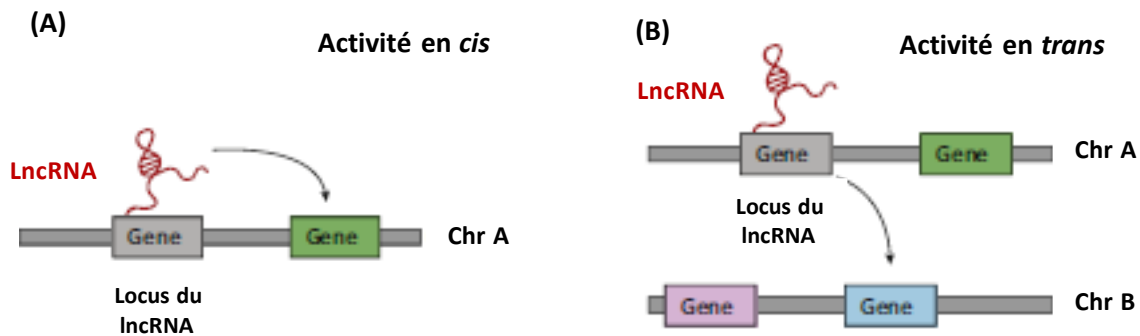 (A)
Activité en cis
LncRNA
Gene
Gene
Chr A
Locus du
lncRNA
(B)
Activité en trans
LncRNA
Gene
Gene
Chr A
Locus du
lncRNA
Gene
Gene
Chr B